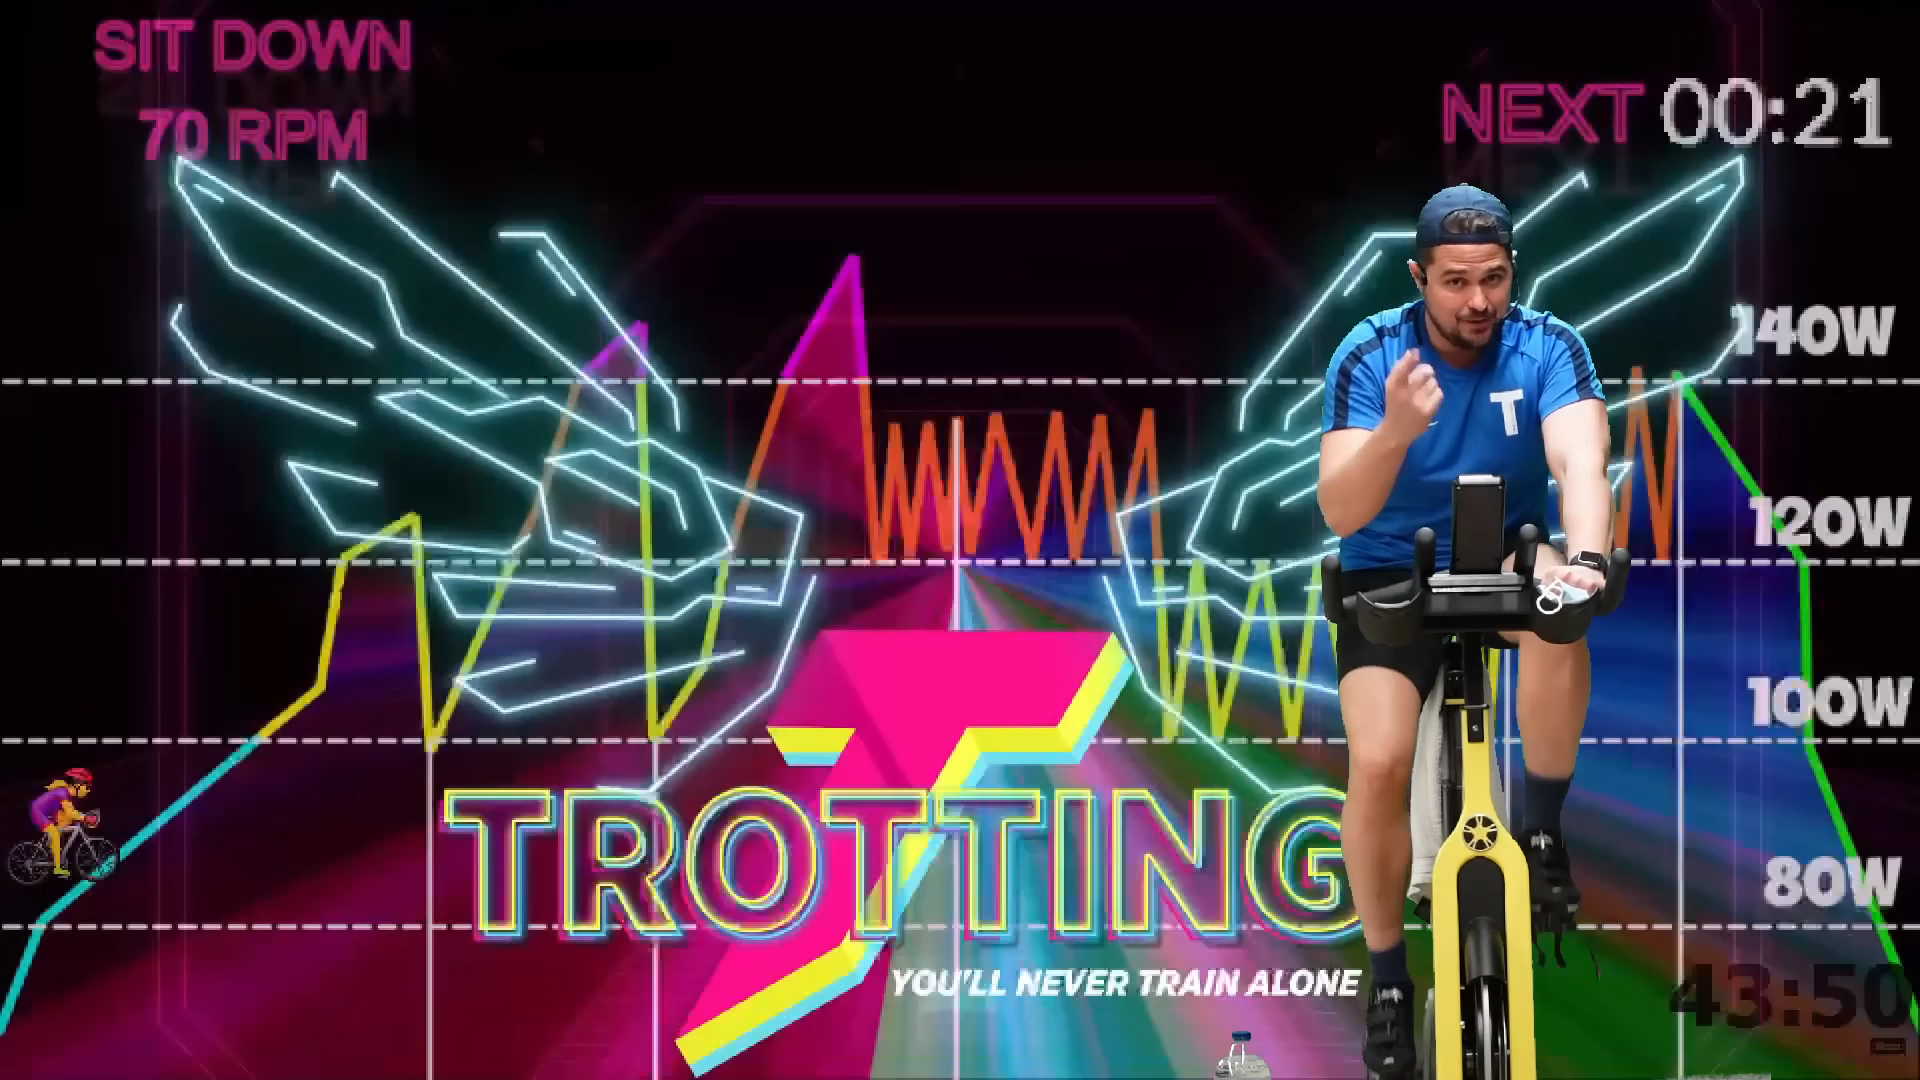 SIT DOWN
70 RPM
NEXT 00:21
140W
120W
100W
80W
T
TROTTING
YOU'LL NEVER TRAIN ALONE
43:50